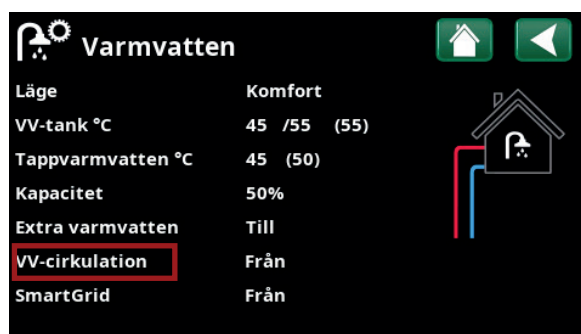 Varmvatten
Läge Komfort
VV-tank °C 45 /55 (55)
Tappvarmvatten °C 45 (50)
Kapacitet 50%
Extra varmvatten Till
VV-cirkulation Från
SmartGrid Från